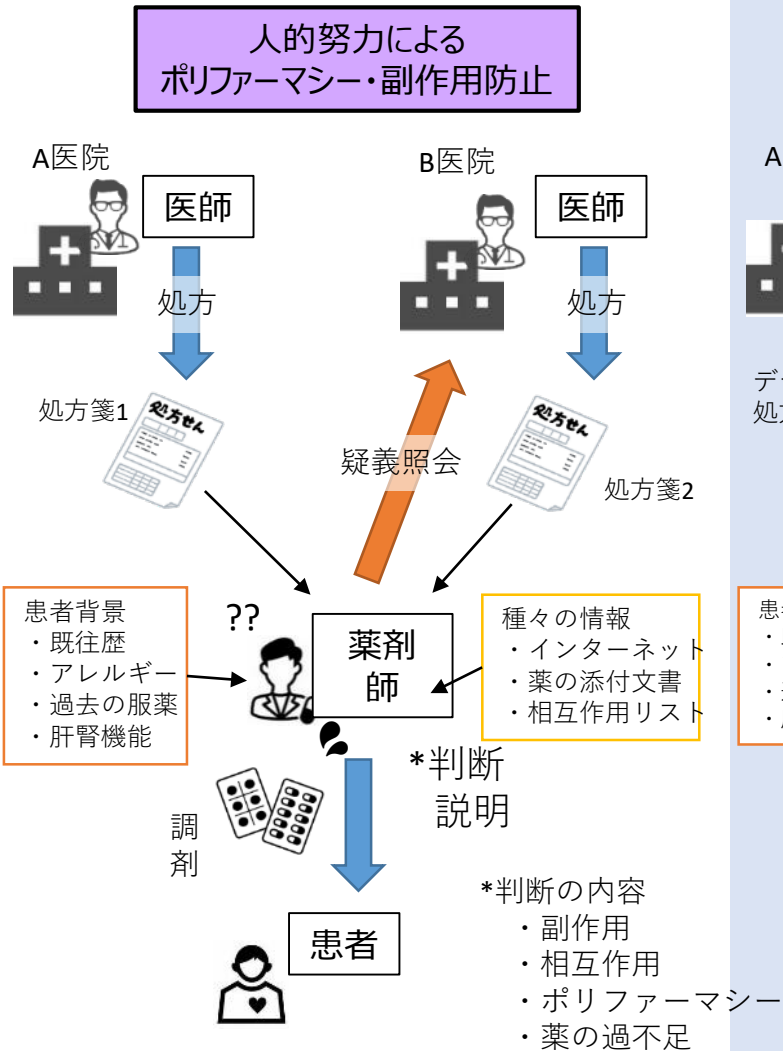 人的努力による
ポリファーマシー・副作用防止
A医院
医師
B医院
医師
A
処方
処方
処方箋1
処方せん
疑義照会
処方せん
処方箋2
処方
患者背景
・既往歴
・アレルギー
・過去の服薬
・肝腎機能
??
薬剤
師
種々の情報
・インターネット
・薬の添付文書
・相互作用リスト
*判断
説明
調
剤
患者
*判断の内容
・副作用
・相互作用
・ポリファーマシー
・薬の過不足